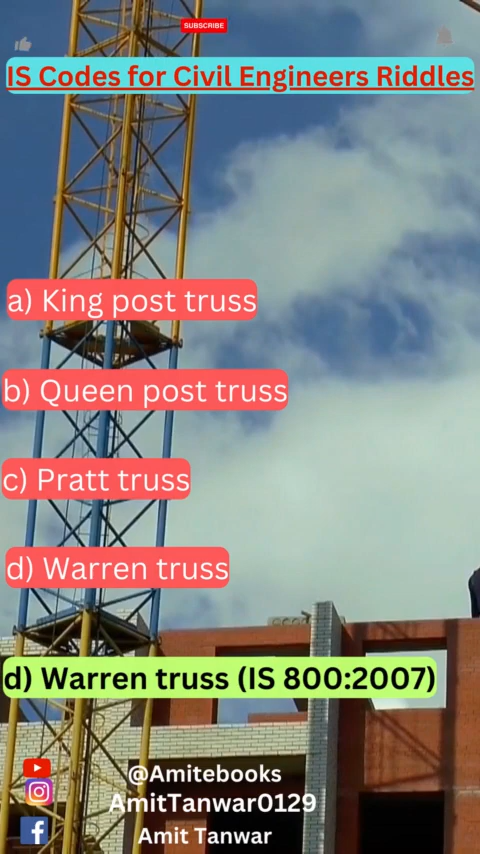 SUBSCRIBE
IS Codes for Civil Engineers Riddles
a) King post truss
b) Queen post truss
c) Pratt truss
d) Warren truss
d) Warren truss (IS 800:2007)
@Amitebooks
AmitTanwar0129
Amit Tanwar